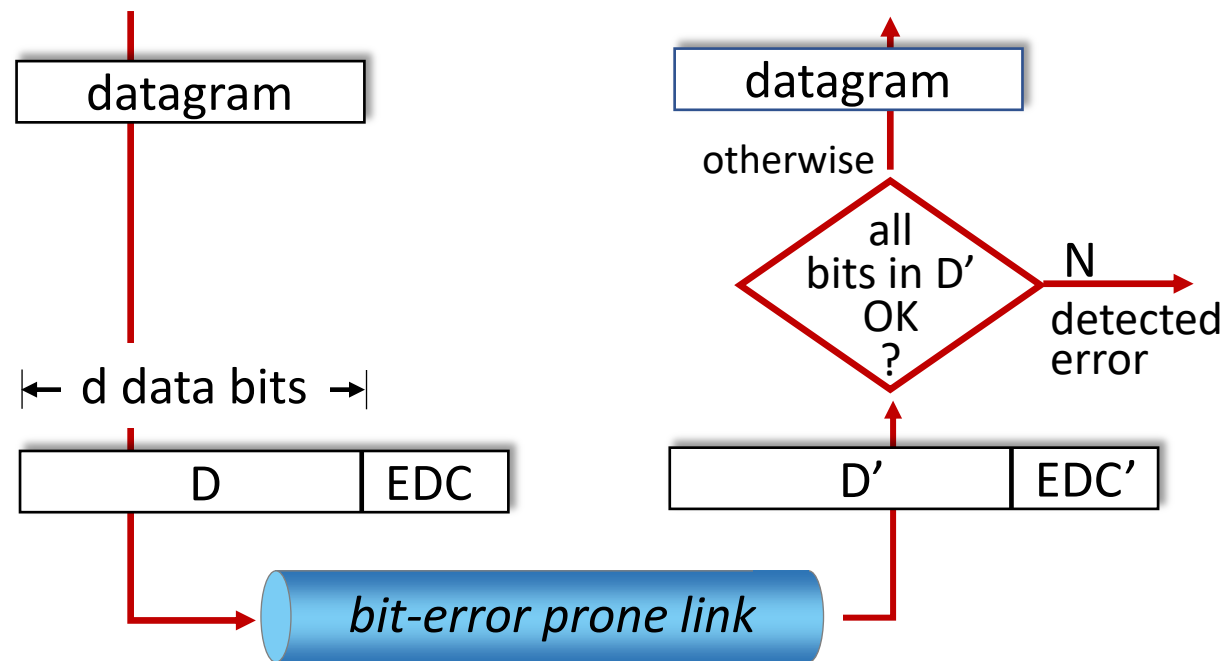 datagram
d data bits
D
EDC
bit-error prone link
datagram
otherwise
all
bits in D’
OK
?
N
detected
error
D’
EDC’